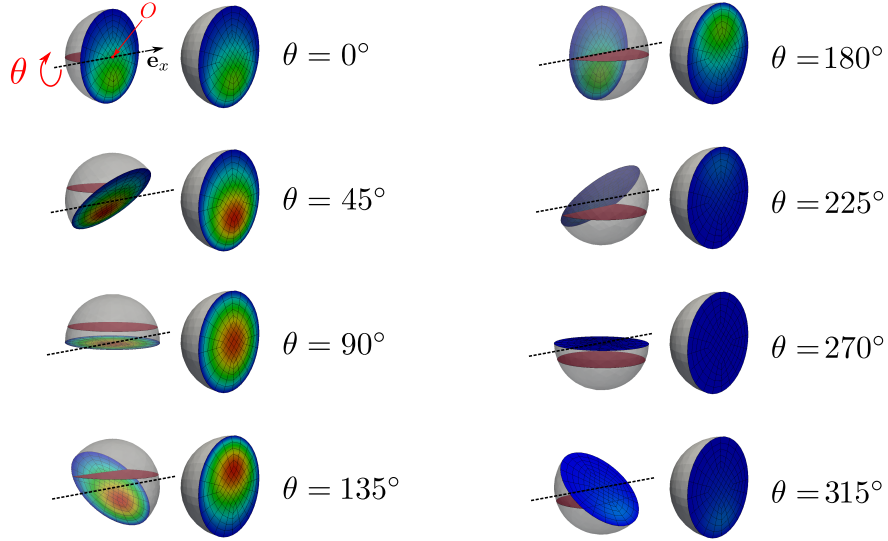 O
θ
e_x
θ = 0°
θ = 45°
θ = 90°
θ = 135°
θ = 180°
θ = 225°
θ = 270°
θ = 315°